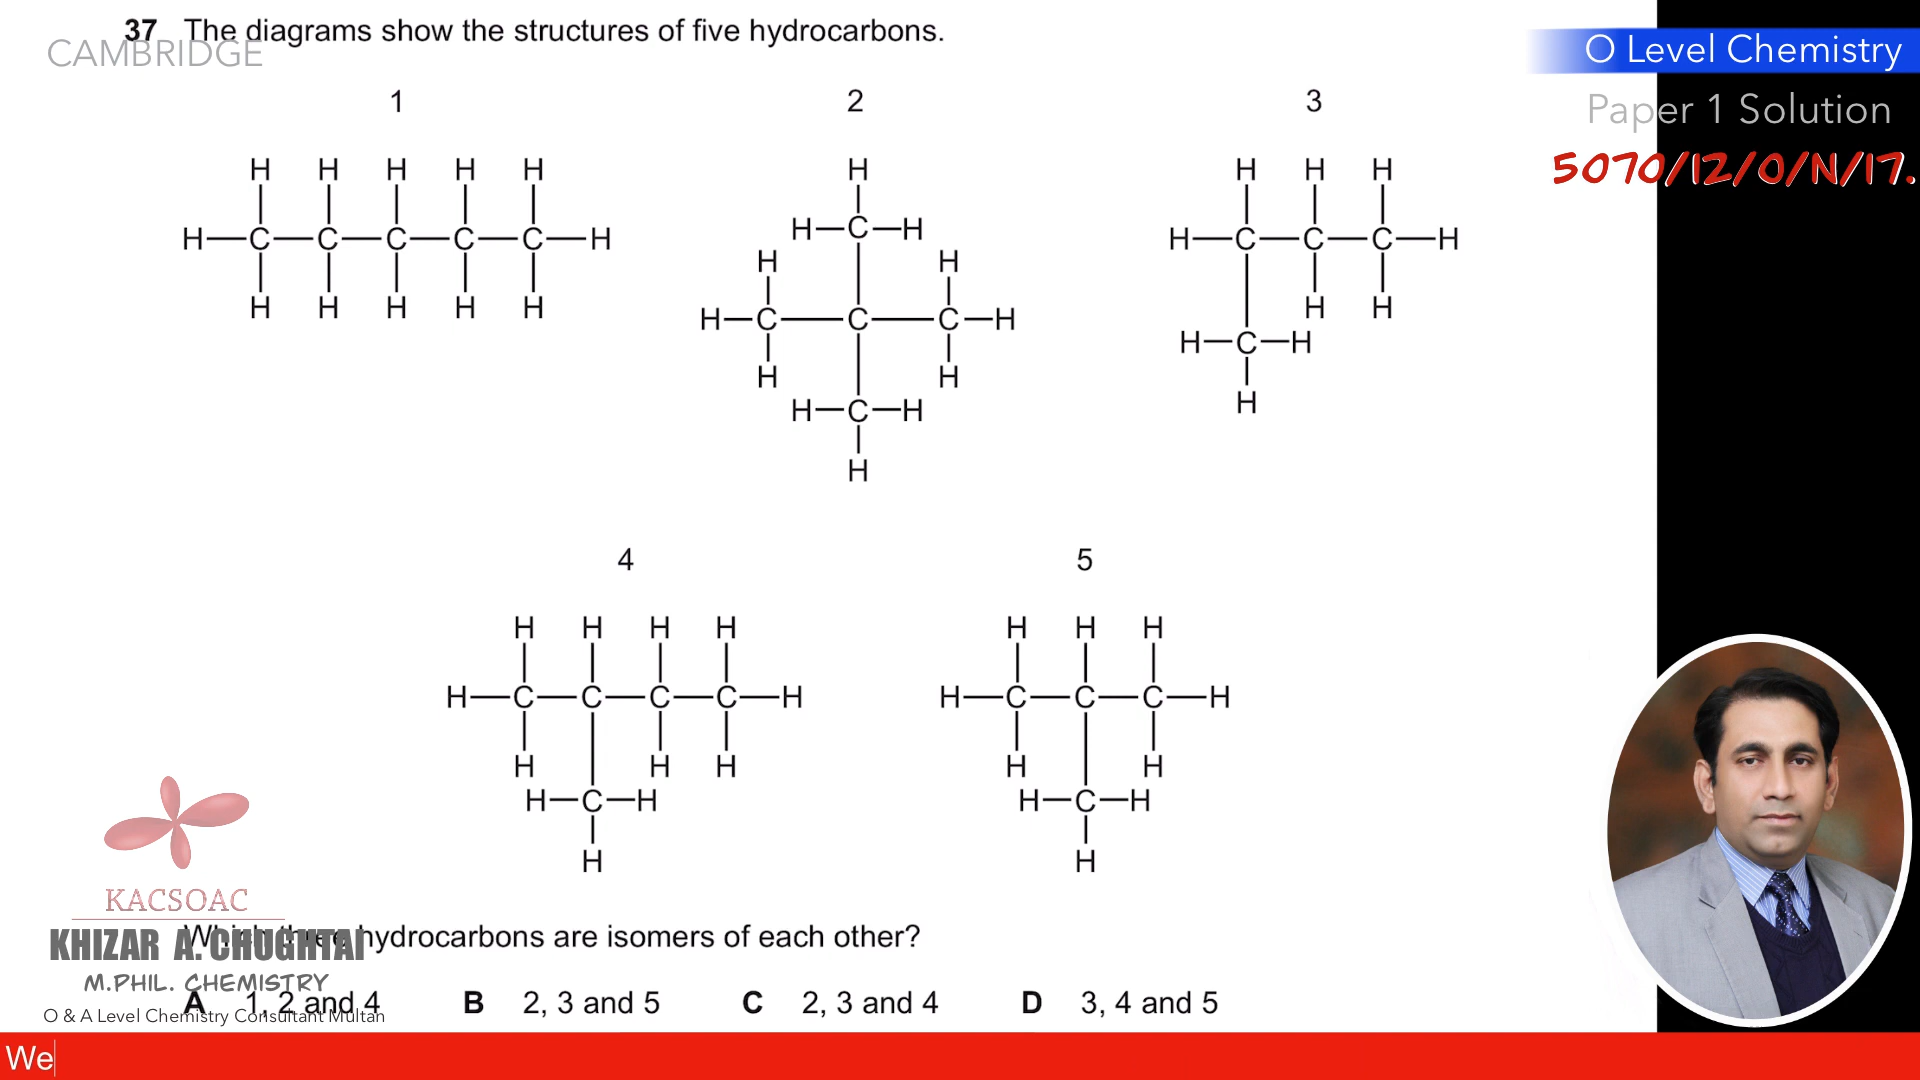 37 The diagrams show the structures of five hydrocarbons.
CAMBRIDGE
O Level Chemistry
Paper 1 Solution
5070/12/O/N/17.
1 2 3
H H H H H
H—C—C—C—C—C—H
H H H H H
H
H—C—H
H H
H—C—C—C—H
H H
H—C—H
H
H H H
H—C—C—C—H
H H
H—C—H
H
4 5
H H H H
H—C—C—C—C—H
H H H
H—C—H
H
H H H
H—C—C—C—H
H H
H—C—H
H
KACSOAC
Which three hydrocarbons are isomers of each other?
KHIZAR A. CHUGHTAI
M.PHIL. CHEMISTRY
A 1, 2 and 4 B 2, 3 and 5 C 2, 3 and 4 D 3, 4 and 5
O & A Level Chemistry Consultant Multan
We